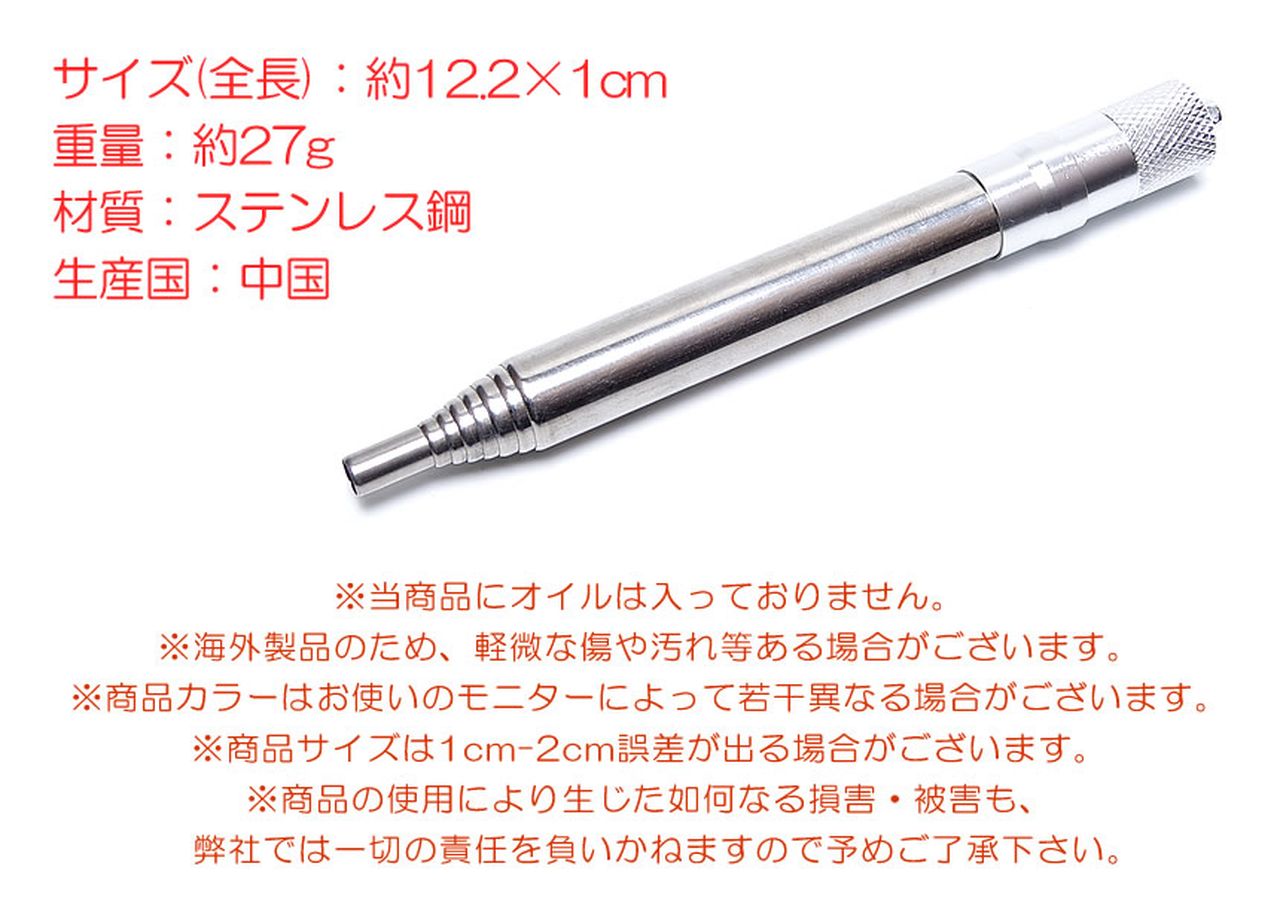 サイズ(全長)：約12.2×1cm
重量：約27g
材質：ステンレス鋼
生産国：中国
※当商品にオイルは入っておりません。
※海外製品のため、軽微な傷や汚れ等ある場合がございます。
※商品カラーはお使いのモニターによって若干異なる場合がございます。
※商品サイズは1cm-2cm誤差が出る場合がございます。
※商品の使用により生じた如何なる損害・被害も、
弊社では一切の責任を負いかねますので予めご了承下さい。